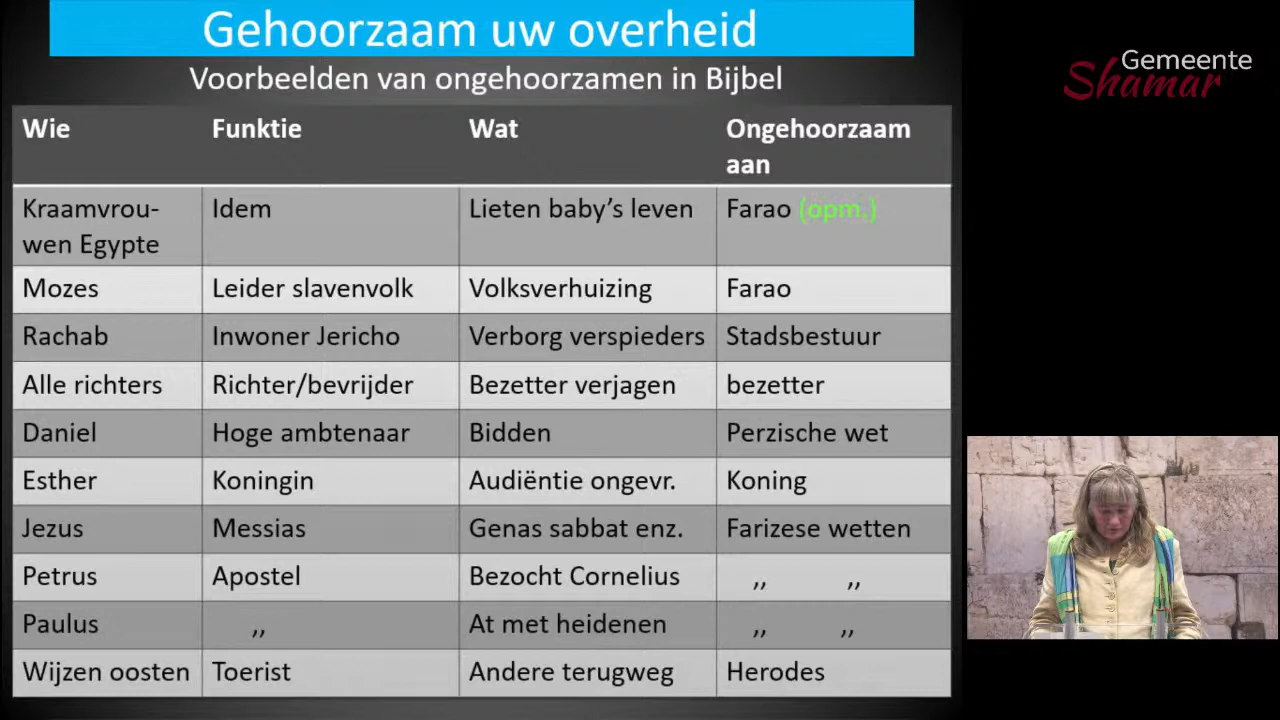 Gehoorzaam uw overheid
Voorbeelden van ongehoorzamen in Bijbel
Wie Funktie Wat Ongehoorzaam
aan
Kraamvrou- Idem Lieten baby's leven Farao (opm.)
wen Egypte
Mozes Leider slavenvolk Volksverhuizing Farao
Rachab Inwoner Jericho Verborg verspieders Stadsbestuur
Alle richters Richter/bevrijder Bezetter verjagen bezetter
Daniel Hoge ambtenaar Bidden Perzische wet
Esther Koningin Audiëntie ongevr. Koning
Jezus Messias Genas sabbat enz. Farizese wetten
Petrus Apostel Bezocht Cornelius ,, ,,
Paulus ,, At met heidenen ,, ,,
Wijzen oosten Toerist Andere terugweg Herodes
Gemeente
Shamar